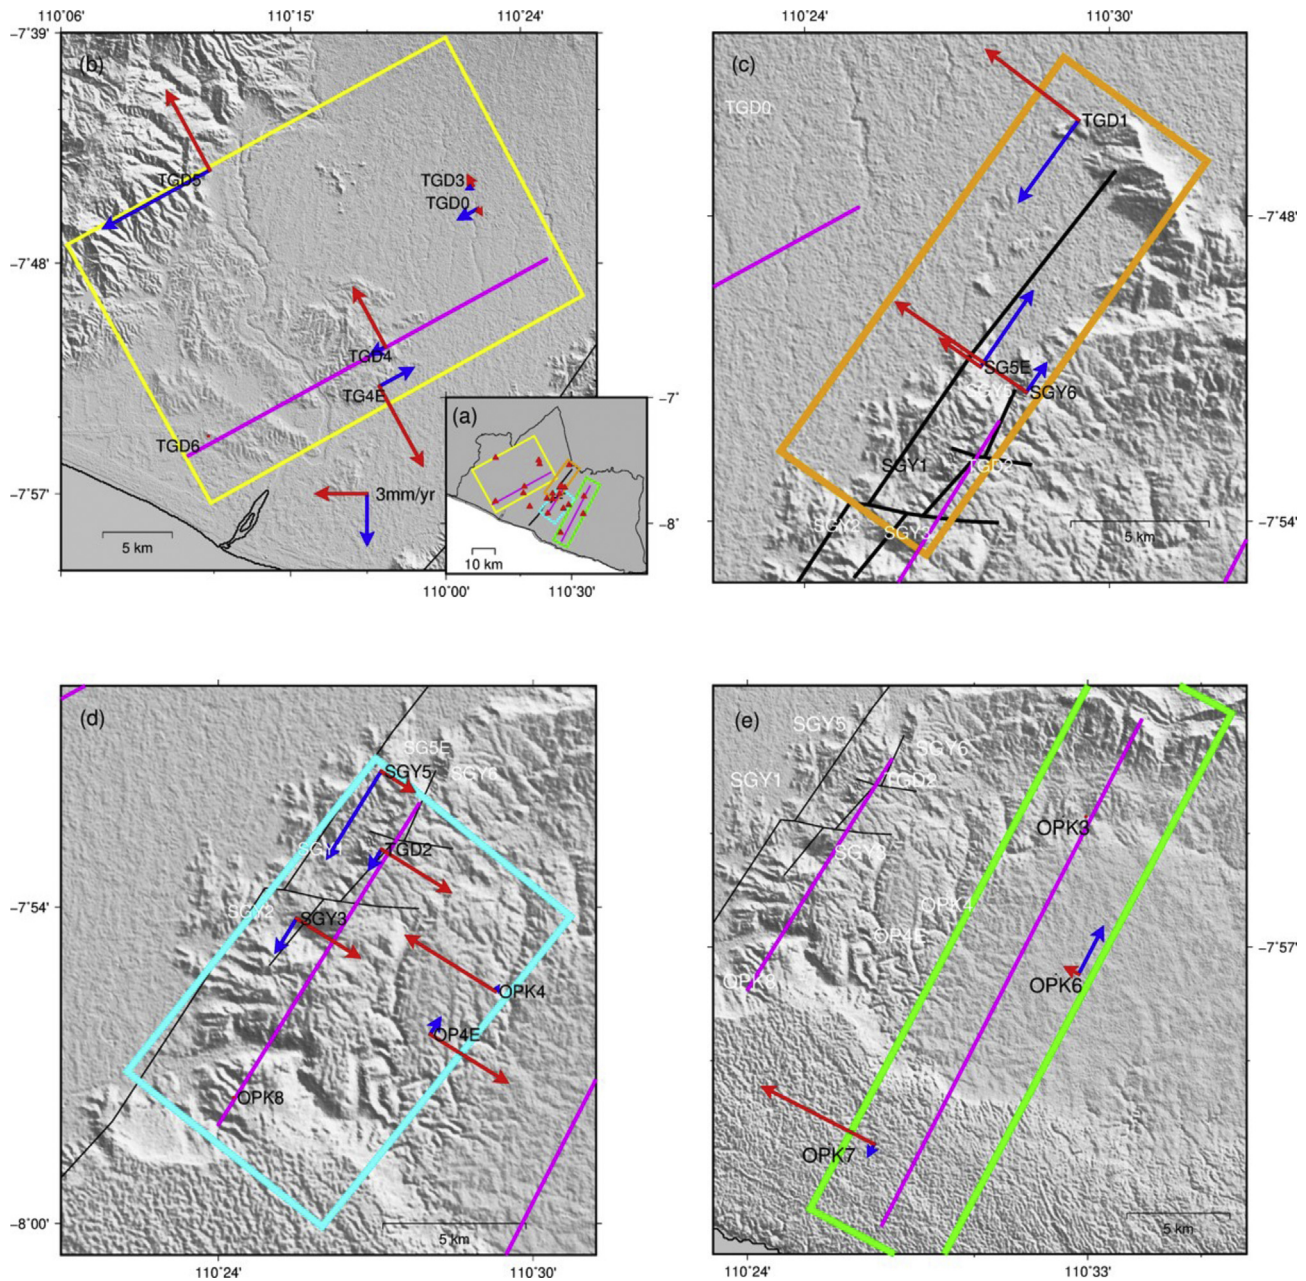 110°06' 110°15' 110°24'
−7°39'
(b)
TGD5
TGD3
TGD0
−7°48'
TGD4
TG4E
TGD6
−7°57'
3mm/yr
5 km
(a)
−7°
−8°
10 km
110°00' 110°30'
110°24' 110°30'
(c)
TGD0
TGD1
−7°48'
SG5E
SGY6
SGY1
TGD2
SGY3
−7°54'
5 km
(d)
SG5E
SGY5
SGY6
TGD2
−7°54'
SGY2
SGY3
OPK4
OP4E
OPK8
−8°00'
5 km
110°24' 110°30'
(e)
SGY5
SGY6
SGY1
TGD2
OPK3
OPK4
OP4E
−7°57'
OPK8
OPK6
OPK7
5 km
110°24' 110°33'